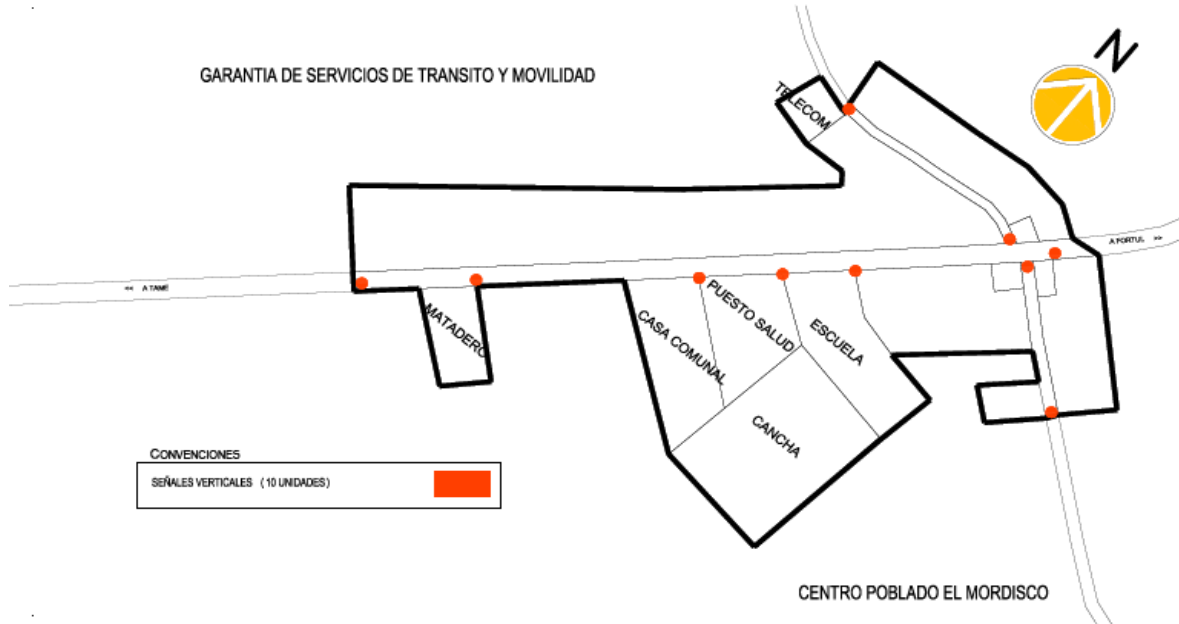 GARANTIA DE SERVICIOS DE TRANSITO Y MOVILIDAD
N
TELECOM
A FORTUL >>
<< A TAME
MATADERO
CASA COMUNAL
PUESTO SALUD
ESCUELA
CANCHA
CONVENCIONES
SEÑALES VERTICALES ( 10 UNIDADES )
CENTRO POBLADO EL MORDISCO